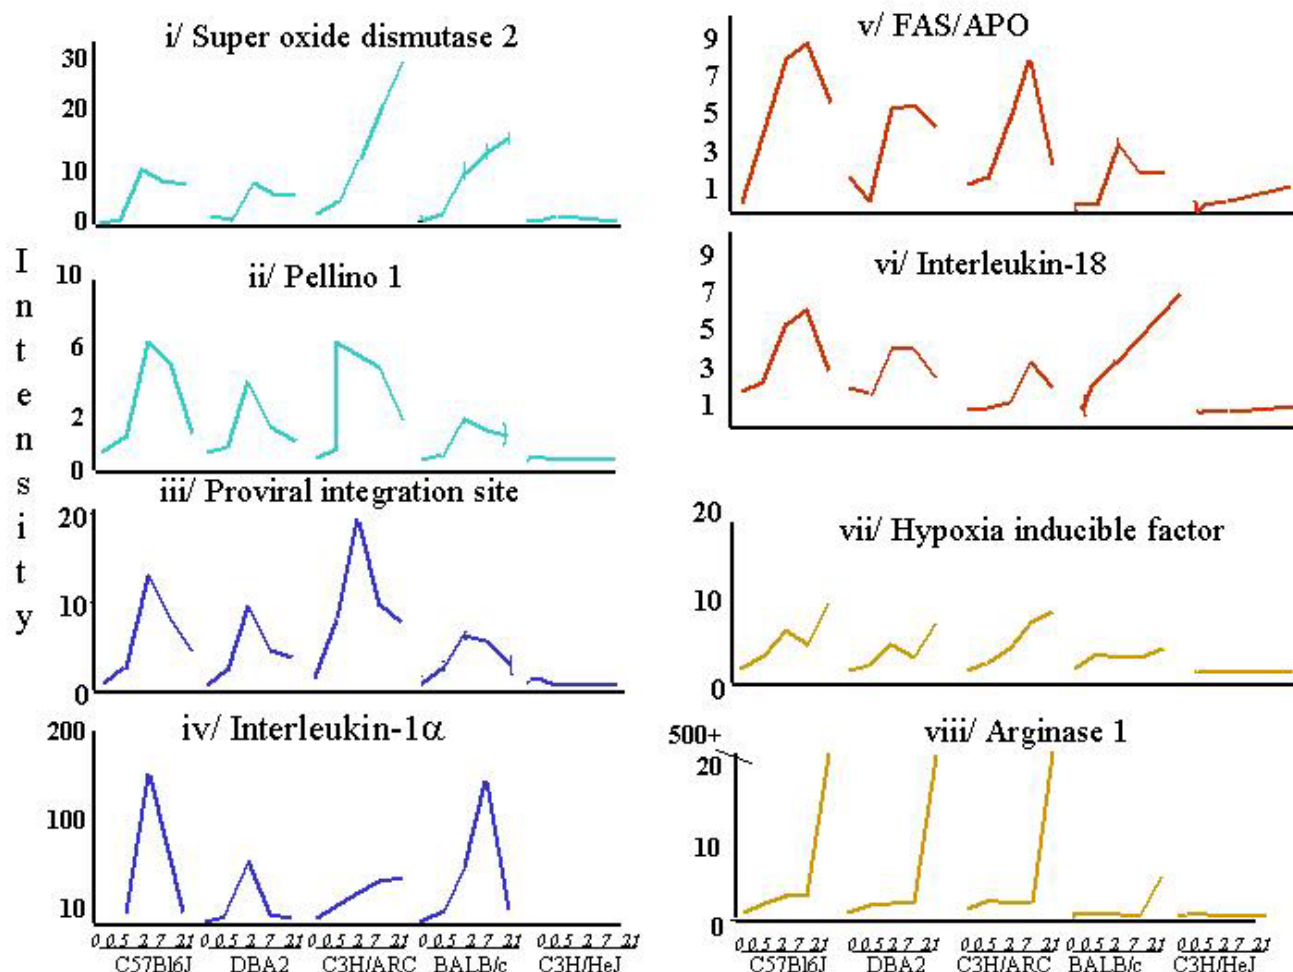 i/ Super oxide dismutase 2
30
20
10
0
ii/ Pellino 1
10
6
2
0
iii/ Proviral integration site
20
10
0
iv/ Interleukin-1α
200
100
10
Intensity
0 0.5 2 7 21 0 0.5 2 7 21 0 0.5 2 7 21 0 0.5 2 7 21 0 0.5 2 7 21
C57Bl6J DBA2 C3H/ARC BALB/c C3H/HeJ
v/ FAS/APO
9
7
5
3
1
vi/ Interleukin-18
9
7
5
3
1
vii/ Hypoxia inducible factor
20
10
0
viii/ Arginase 1
500+
20
10
0
0 0.5 2 7 21 0 0.5 2 7 21 0 0.5 2 7 21 0 0.5 2 7 21 0 0.5 2 7 21
C57Bl6J DBA2 C3H/ARC BALB/c C3H/HeJ